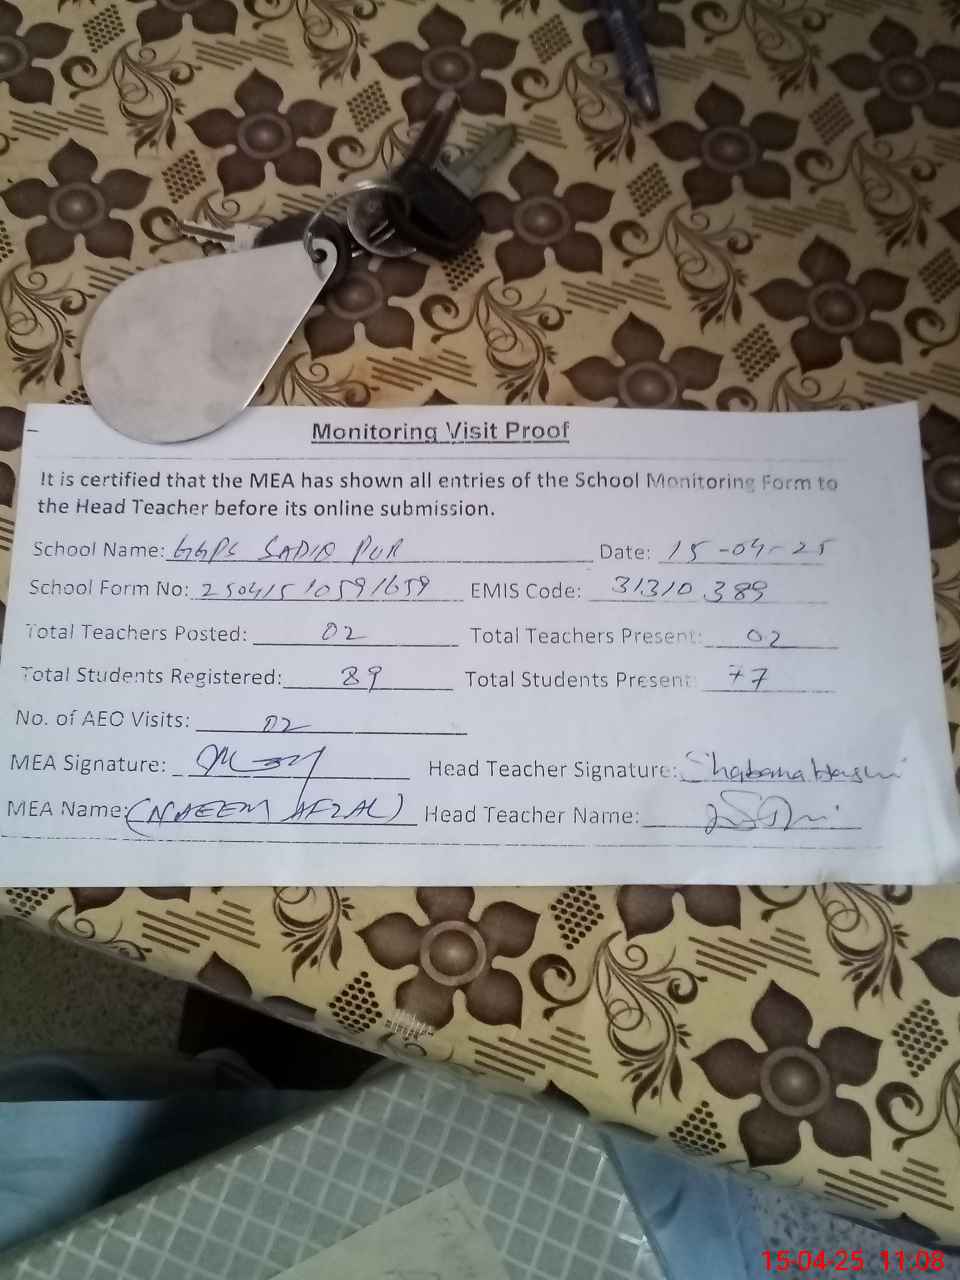 Monitoring Visit Proof
It is certified that the MEA has shown all entries of the School Monitoring Form to
the Head Teacher before its online submission.
School Name: GGPS SADIQ PUR Date: 15-04-25
School Form No: 250415 1059 1659 EMIS Code: 31310389
Total Teachers Posted: 02 Total Teachers Present: 02
Total Students Registered: 89 Total Students Present: 77
No. of AEO Visits: 02
MEA Signature: Head Teacher Signature: Shabana Hashmi
MEA Name: (NAEEM AFZAL) Head Teacher Name:
15-04-25 11:08